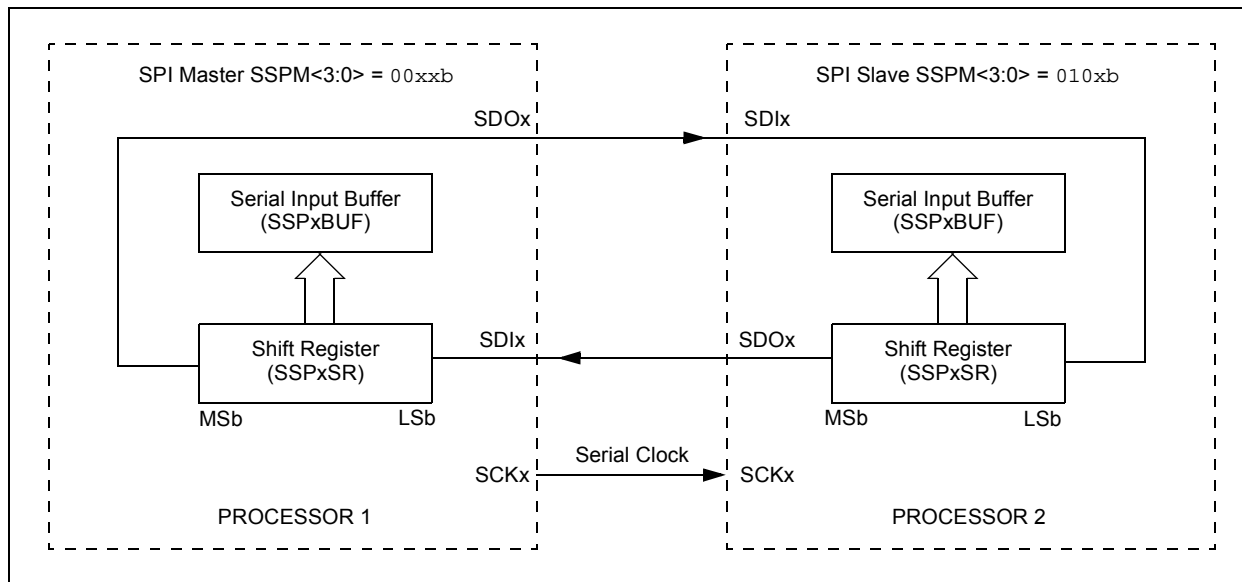 SPI Master SSPM<3:0> = 00xxb
SDOx
Serial Input Buffer
(SSPxBUF)
Shift Register
(SSPxSR)
MSb
LSb
SDIx
SCKx
PROCESSOR 1
Serial Clock
SPI Slave SSPM<3:0> = 010xb
SDIx
Serial Input Buffer
(SSPxBUF)
SDOx
Shift Register
(SSPxSR)
MSb
LSb
SCKx
PROCESSOR 2